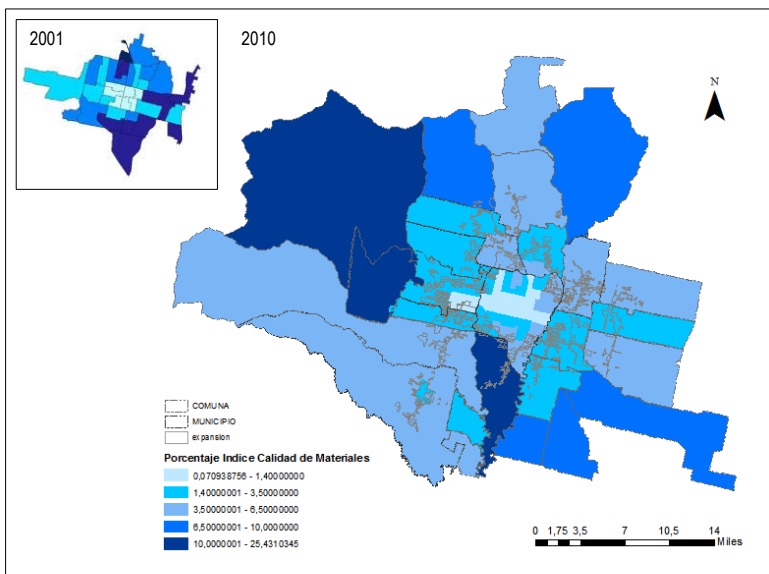 2001
2010
N
COMUNA
MUNICIPIO
expansion
Porcentaje Indice Calidad de Materiales
0,070938756 - 1,40000000
1,40000001 - 3,50000000
3,50000001 - 6,50000000
6,50000001 - 10,0000000
10,0000001 - 25,4310345
0 1,75 3,5 7 10,5 14
Miles